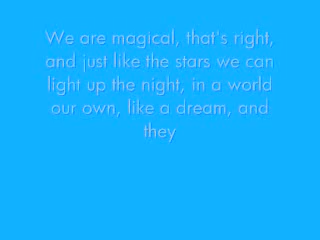 We are magical, that's right,
and just like the stars we can
light up the night, in a world
our own, like a dream, and
they